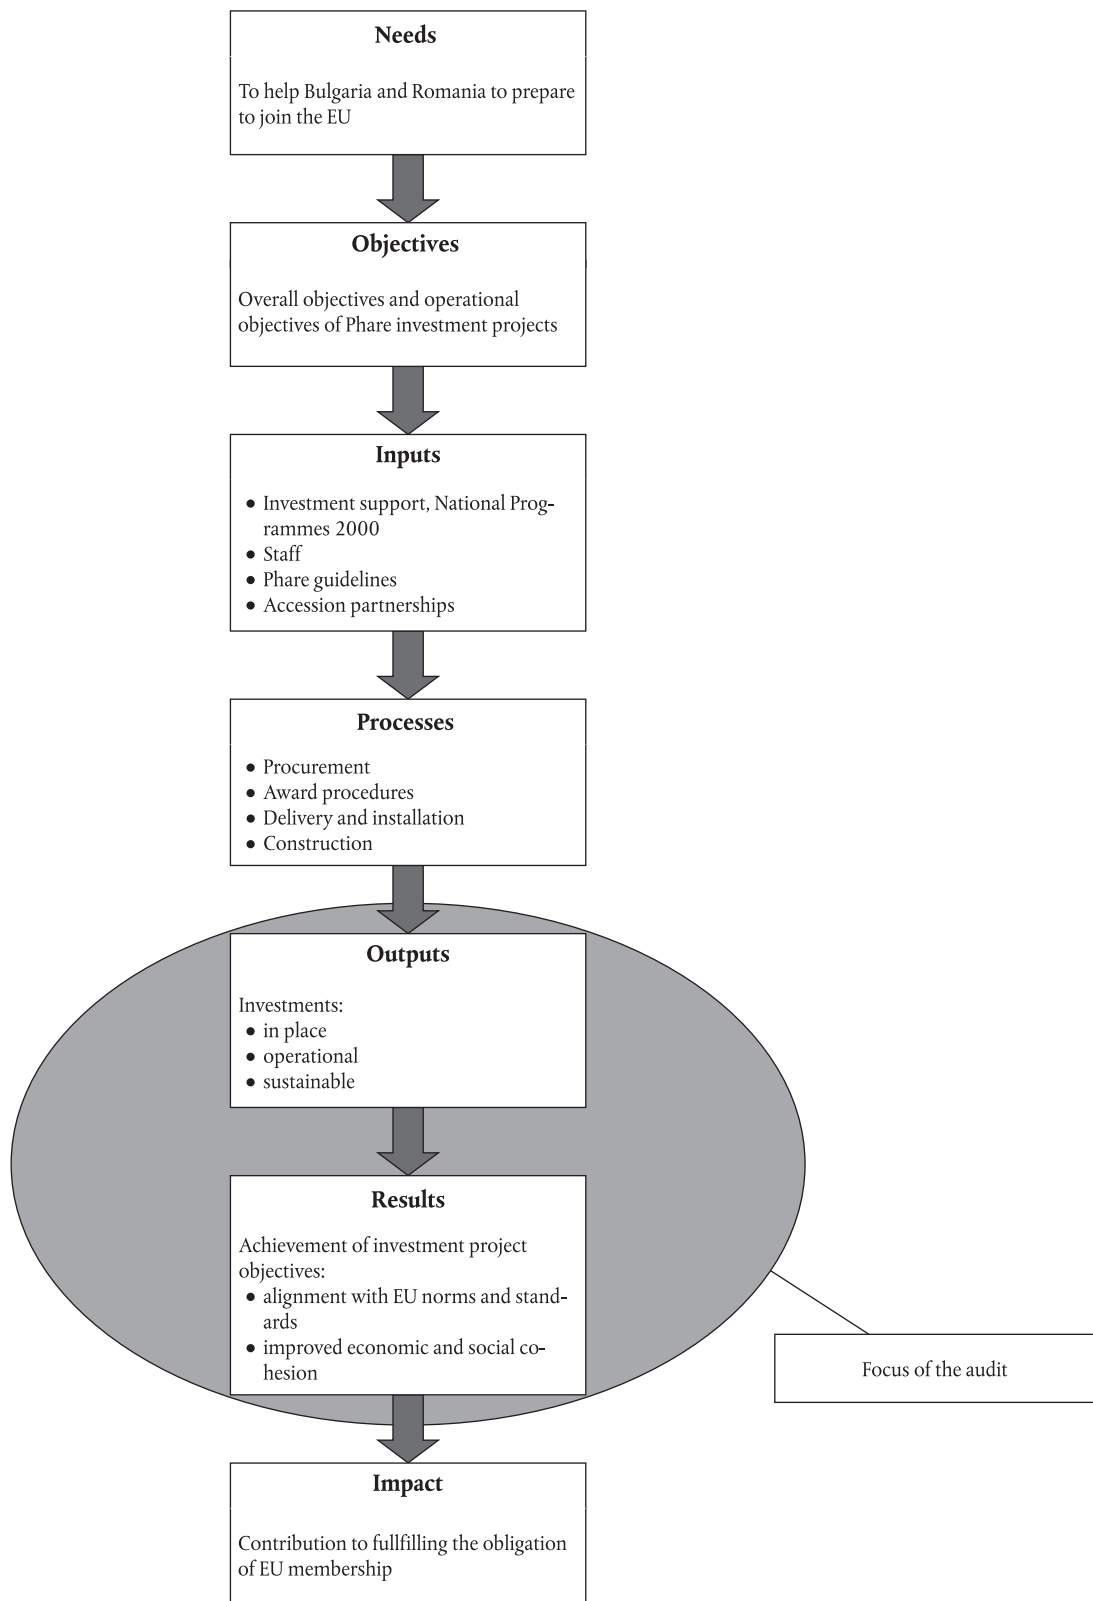 Needs
To help Bulgaria and Romania to prepare
to join the EU
Objectives
Overall objectives and operational
objectives of Phare investment projects
Inputs
● Investment support, National Prog-
rammes 2000
● Staff
● Phare guidelines
● Accession partnerships
Processes
● Procurement
● Award procedures
● Delivery and installation
● Construction
Outputs
Investments:
● in place
● operational
● sustainable
Results
Achievement of investment project
objectives:
● alignment with EU norms and stand-
ards
● improved economic and social co-
hesion
Focus of the audit
Impact
Contribution to fullfilling the obligation
of EU membership